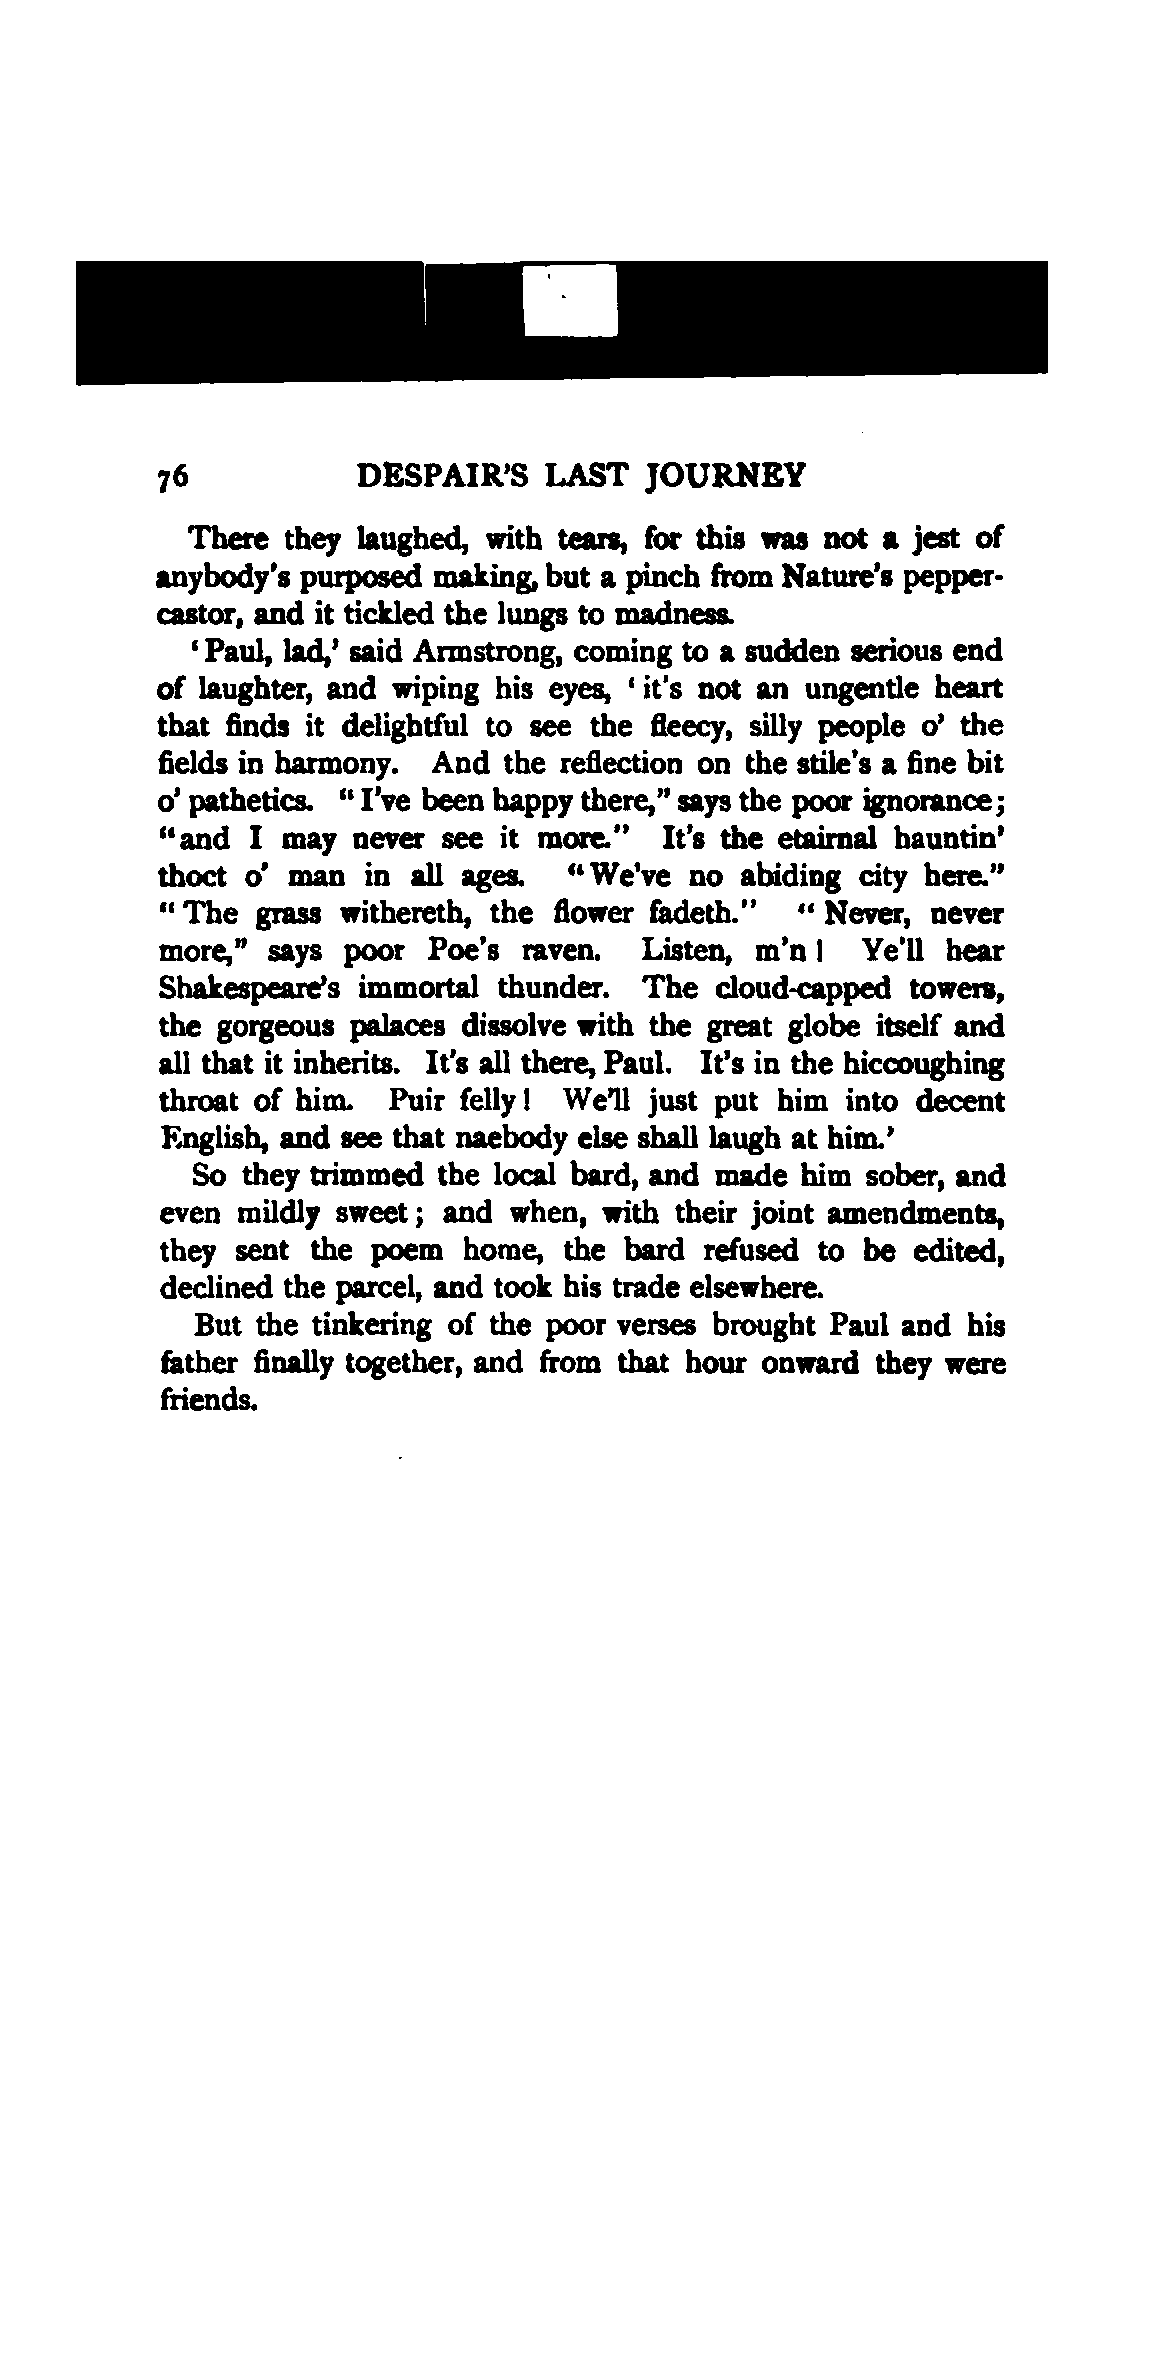 76 DESPAIR'S LAST JOURNEY
There they laughed, with tears, for this was not a jest of
anybody's purposed making, but a pinch from Nature's pepper-
castor, and it tickled the lungs to madness.
‘Paul, lad,’ said Armstrong, coming to a sudden serious end
of laughter, and wiping his eyes, ‘it's not an ungentle heart
that finds it delightful to see the fleecy, silly people o’ the
fields in harmony. And the reflection on the stile's a fine bit
o’ pathetics. “I've been happy there,” says the poor ignorance;
“and I may never see it more.” It's the etairnal hauntin’
thoct o’ man in all ages. “We've no abiding city here.”
“The grass withereth, the flower fadeth.” “Never, never
more,” says poor Poe's raven. Listen, m'n! Ye'll hear
Shakespeare's immortal thunder. The cloud-capped towers,
the gorgeous palaces dissolve with the great globe itself and
all that it inherits. It's all there, Paul. It's in the hiccoughing
throat of him. Puir felly! We'll just put him into decent
English, and see that naebody else shall laugh at him.’
So they trimmed the local bard, and made him sober, and
even mildly sweet; and when, with their joint amendments,
they sent the poem home, the bard refused to be edited,
declined the parcel, and took his trade elsewhere.
But the tinkering of the poor verses brought Paul and his
father finally together, and from that hour onward they were
friends.